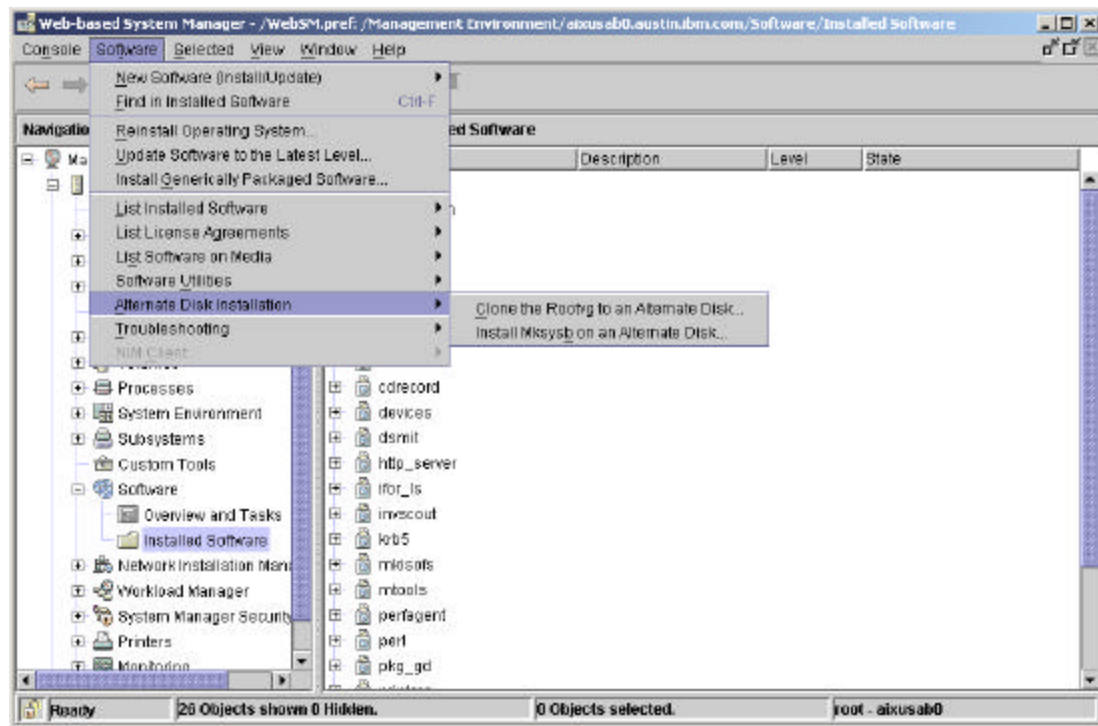 Web-based System Manager - /WebSM.pref: /Management Environment/aixusab0.austin.ibm.com/Software/Installed Software
Console Software Selected View Window Help
New Software (Install/Update)
Find in Installed Software Ctrl-F
Reinstall Operating System...
Update Software to the Latest Level...
Install Generically Packaged Software...
List Installed Software
List License Agreements
List Software on Media
Software Utilities
Alternate Disk Installation
Troubleshooting
NIM Client
Clone the Rootvg to an Alternate Disk...
Install Mksysb on an Alternate Disk...
Navigatio
ed Software
Description Level State
Ma
n
Processes
System Environment
Subsystems
Custom Tools
Software
Overview and Tasks
Installed Software
Network Installation Mana
Workload Manager
System Manager Security
Printers
Monitoring
cdrecord
devices
dsmit
http_server
ifor_ls
invscout
krb5
mkisofs
mtools
perfagent
perl
pkg_gd
Ready 26 Objects shown 0 Hidden. 0 Objects selected. root - aixusab0